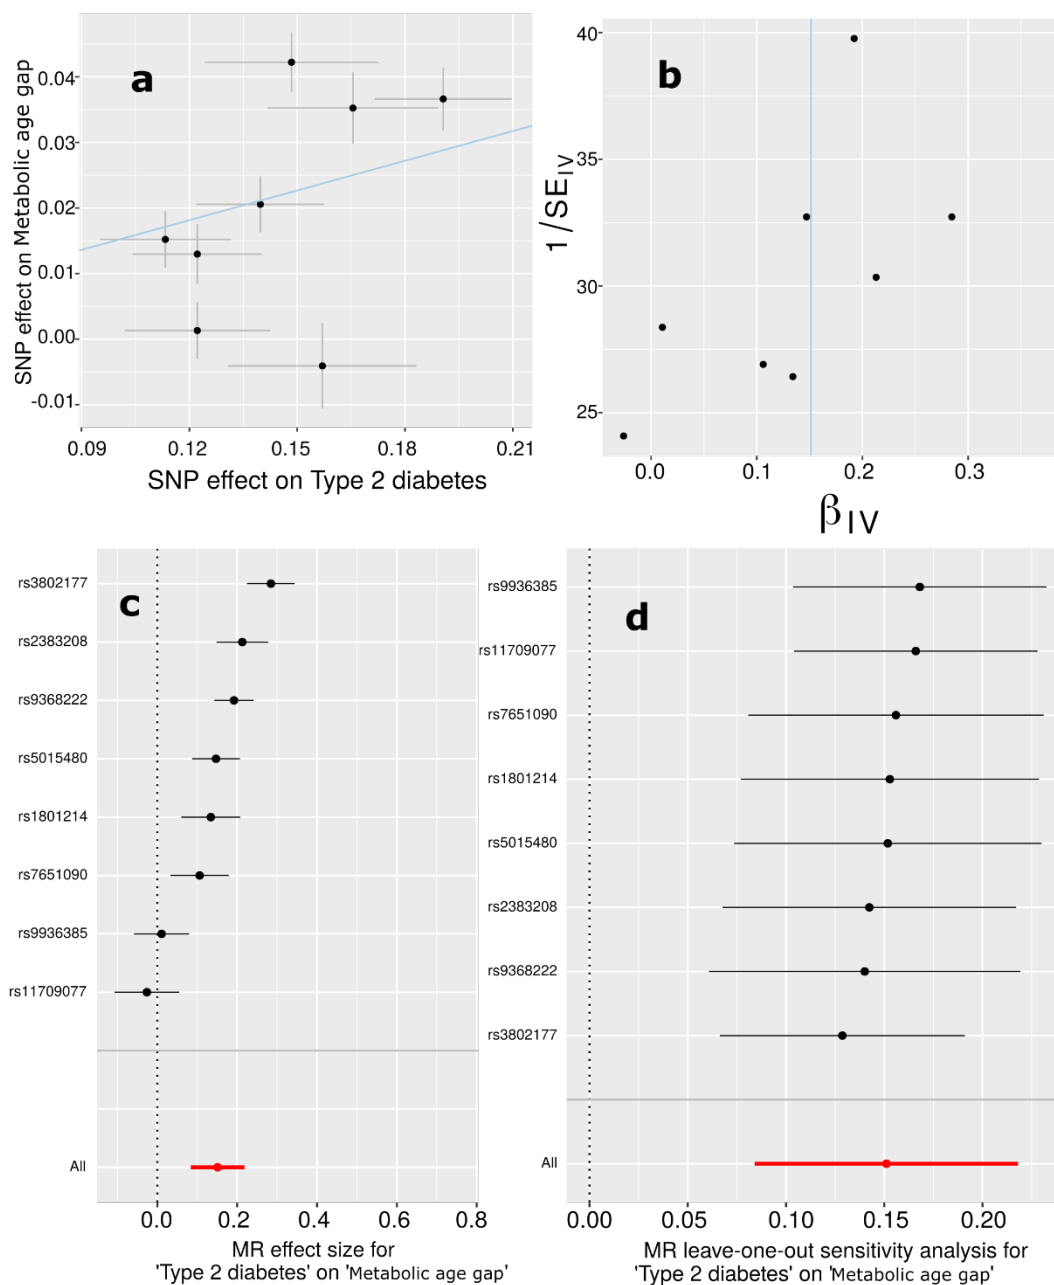 a
SNP effect on Metabolic age gap
0.04
0.03
0.02
0.01
0.00
-0.01
0.09
0.12
0.15
0.18
0.21
SNP effect on Type 2 diabetes
b
1/SE_IV
40
35
30
25
0.0
0.1
0.2
0.3
β_IV
c
rs3802177
rs2383208
rs9368222
rs5015480
rs1801214
rs7651090
rs9936385
rs11709077
All
0.0
0.2
0.4
0.6
0.8
MR effect size for
'Type 2 diabetes' on 'Metabolic age gap'
d
rs9936385
rs11709077
rs7651090
rs1801214
rs5015480
rs2383208
rs9368222
rs3802177
All
0.00
0.05
0.10
0.15
0.20
MR leave-one-out sensitivity analysis for
'Type 2 diabetes' on 'Metabolic age gap'